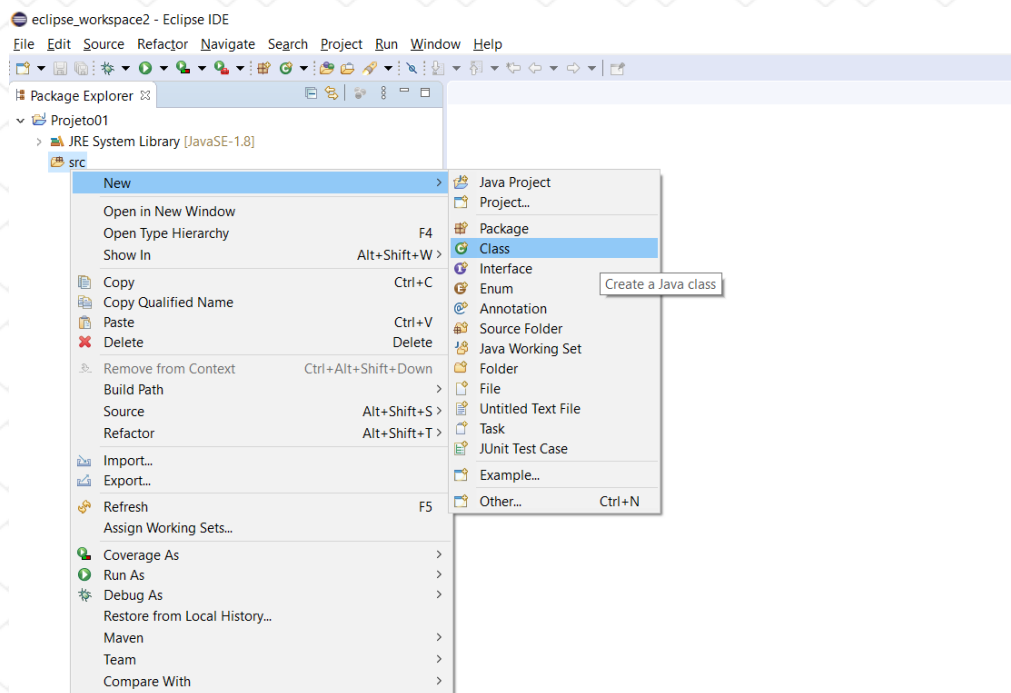 eclipse_workspace2 - Eclipse IDE
File Edit Source Refactor Navigate Search Project Run Window Help
Package Explorer
Projeto01
JRE System Library [JavaSE-1.8]
src
New
Open in New Window
Open Type Hierarchy F4
Show In Alt+Shift+W
Copy Ctrl+C
Copy Qualified Name
Paste Ctrl+V
Delete Delete
Remove from Context Ctrl+Alt+Shift+Down
Build Path
Source Alt+Shift+S
Refactor Alt+Shift+T
Import...
Export...
Refresh F5
Assign Working Sets...
Coverage As
Run As
Debug As
Restore from Local History...
Maven
Team
Compare With
Java Project
Project...
Package
Class
Interface
Enum
Annotation
Source Folder
Java Working Set
Folder
File
Untitled Text File
Task
JUnit Test Case
Example...
Other... Ctrl+N
Create a Java class